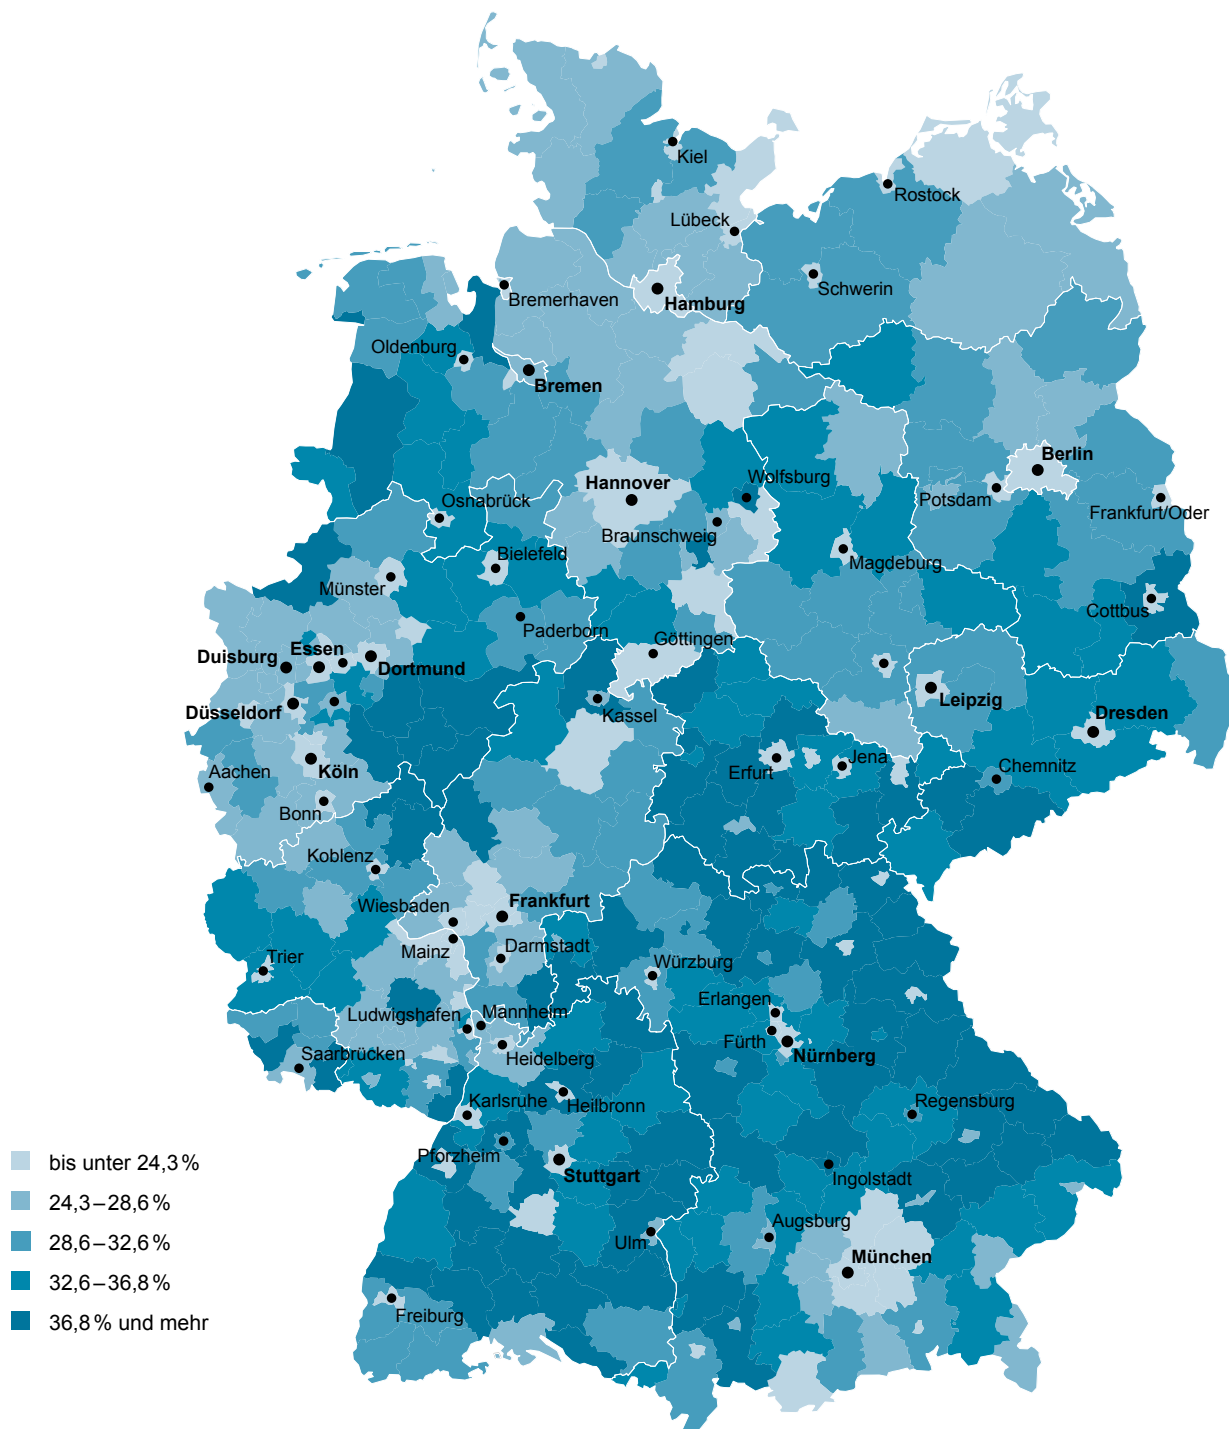 Kiel
Rostock
Lübeck
Schwerin
Bremerhaven
Hamburg
Oldenburg
Bremen
Berlin
Wolfsburg
Hannover
Potsdam
Osnabrück
Frankfurt/Oder
Braunschweig
Bielefeld
Magdeburg
Münster
Cottbus
Paderborn
Göttingen
Essen
Duisburg
Dortmund
Leipzig
Düsseldorf
Kassel
Dresden
Köln
Erfurt
Jena
Aachen
Chemnitz
Bonn
Koblenz
Wiesbaden
Frankfurt
Mainz
Darmstadt
Trier
Würzburg
Erlangen
Ludwigshafen
Mannheim
Fürth
Nürnberg
Saarbrücken
Heidelberg
Karlsruhe
Heilbronn
Regensburg
Pforzheim
Stuttgart
Ingolstadt
Augsburg
Ulm
München
Freiburg
bis unter 24,3 %
24,3 – 28,6 %
28,6 – 32,6 %
32,6 – 36,8 %
36,8 % und mehr